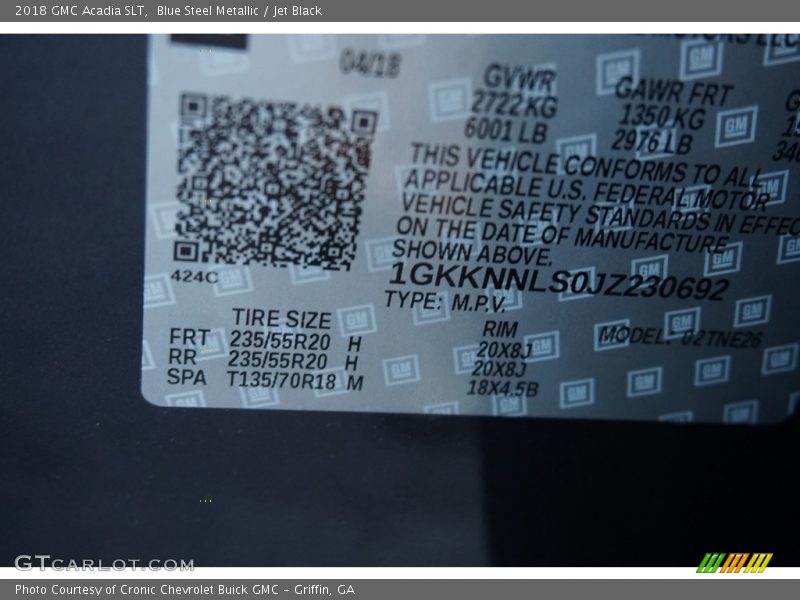 2018 GMC Acadia SLT, Blue Steel Metallic / Jet Black
04/18
GVWR
2722 KG
6001 LB
GAWR FRT
1350 KG
2976 LB
THIS VEHICLE CONFORMS TO ALL
APPLICABLE U.S. FEDERAL MOTOR
VEHICLE SAFETY STANDARDS IN EFFEC
ON THE DATE OF MANUFACTURE
SHOWN ABOVE.
424C
1GKKNNLS0JZ230692
TYPE: M.P.V.
MODEL: 02TNE26
TIRE SIZE RIM
FRT 235/55R20 H 20X8J
RR 235/55R20 H 20X8J
SPA T135/70R18 M 18X4.5B
GTCARLOT.COM
Photo Courtesy of Cronic Chevrolet Buick GMC – Griffin, GA